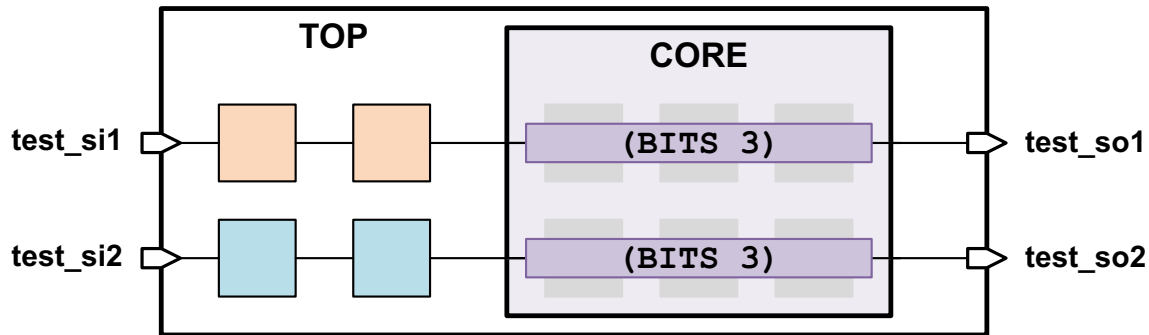 TOP
CORE
test_si1
(BITS 3)
test_so1
test_si2
(BITS 3)
test_so2